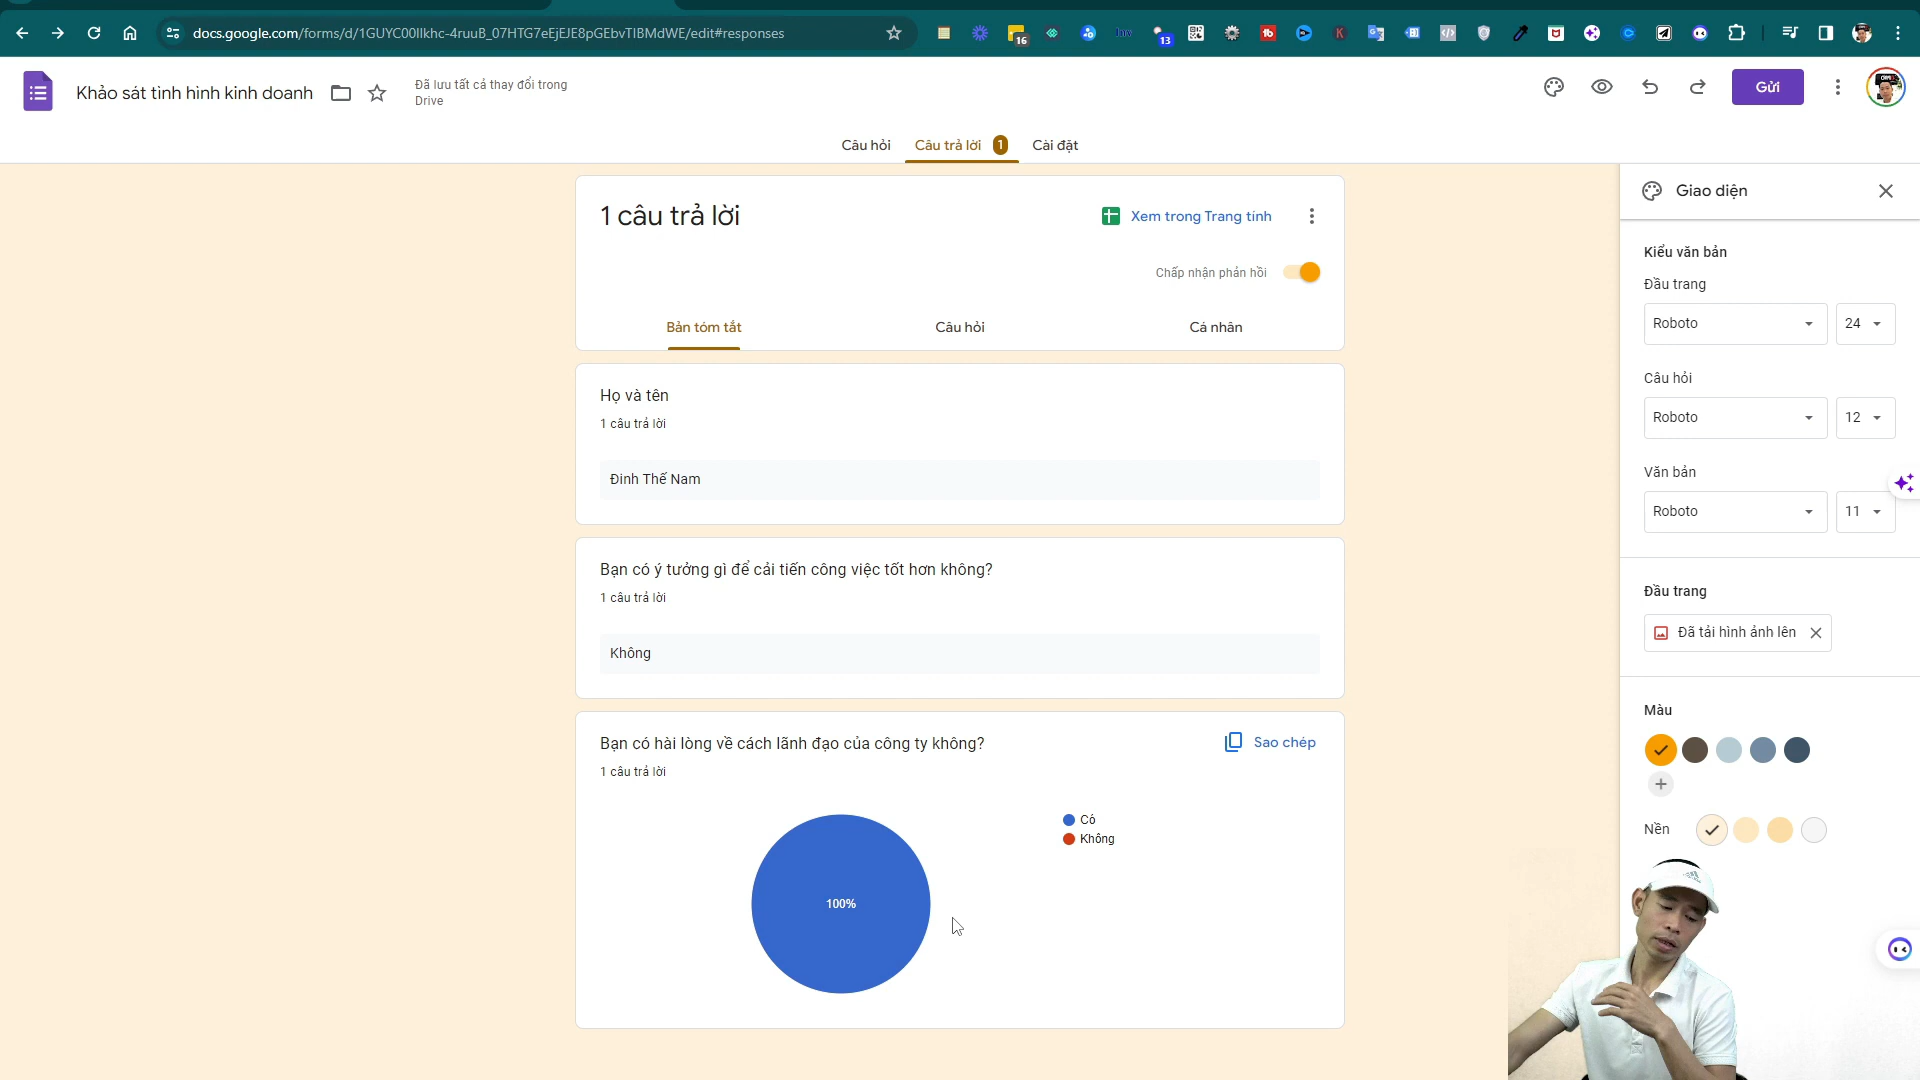 docs.google.com/forms/d/1GUYC00IIkhc-4ruuB_07HTG7eEjEJE8pGEbvTIBMdWE/edit#responses
16
13
Khảo sát tình hình kinh doanh
Đã lưu tất cả thay đổi trong
Drive
Gửi
Câu hỏi
Câu trả lời 1
Cài đặt
1 câu trả lời
Xem trong Trang tính
Chấp nhận phản hồi
Bản tóm tắt
Câu hỏi
Cá nhân
Họ và tên
1 câu trả lời
Đinh Thế Nam
Bạn có ý tưởng gì để cải tiến công việc tốt hơn không?
1 câu trả lời
Không
Bạn có hài lòng về cách lãnh đạo của công ty không?
Sao chép
1 câu trả lời
Có
Không
100%
Giao diện
Kiểu văn bản
Đầu trang
Roboto 24
Câu hỏi
Roboto 12
Văn bản
Roboto 11
Đầu trang
Đã tải hình ảnh lên
Màu
Nền